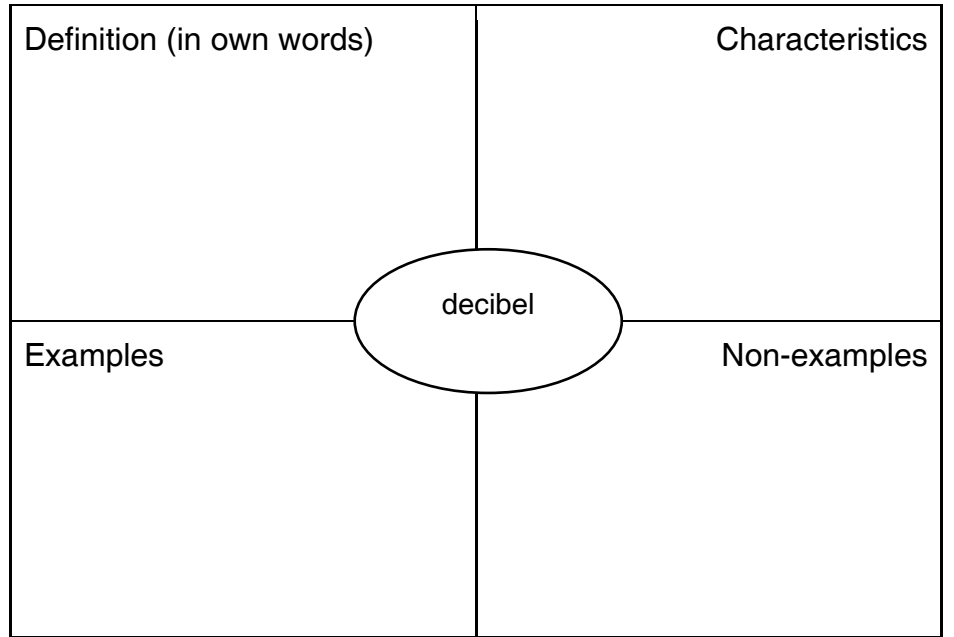 Definition (in own words)
Characteristics
decibel
Examples
Non-examples